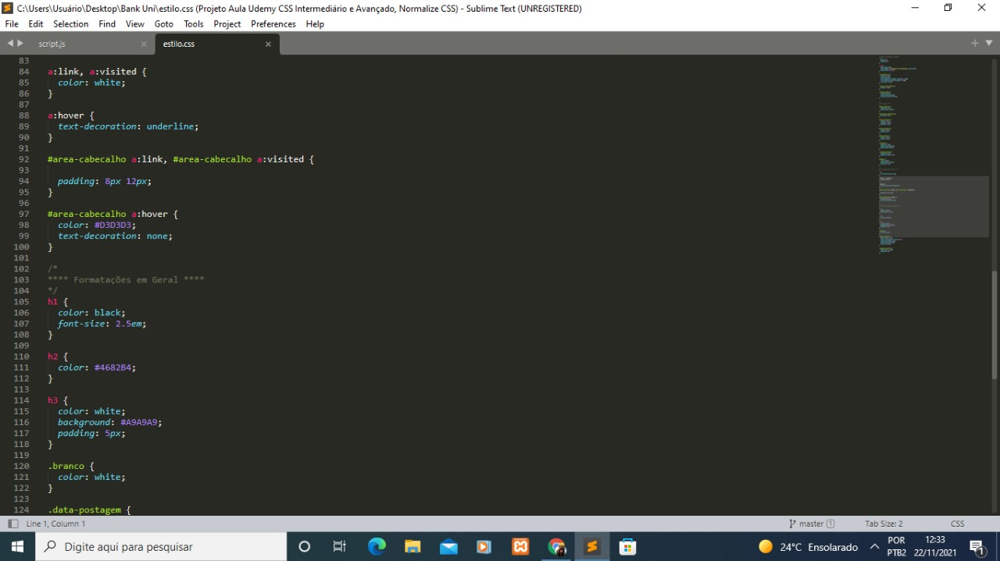 C:\Users\Usuário\Desktop\Bank Uni\estilo.css (Projeto Aula Udemy CSS Intermediário e Avançado, Normalize CSS) - Sublime Text (UNREGISTERED)
File Edit Selection Find View Goto Tools Project Preferences Help
script.js estilo.css
83
84 a:link, a:visited {
85 color: white;
86 }
87
88 a:hover {
89 text-decoration: underline;
90 }
91
92 #area-cabecalho a:link, #area-cabecalho a:visited {
93
94 padding: 8px 12px;
95 }
96
97 #area-cabecalho a:hover {
98 color: #D3D3D3;
99 text-decoration: none;
100 }
101
102 /*
103 **** Formatações em Geral ****
104 */
105 h1 {
106 color: black;
107 font-size: 2.5em;
108 }
109
110 h2 {
111 color: #4682B4;
112 }
113
114 h3 {
115 color: white;
116 background: #A9A9A9;
117 padding: 5px;
118 }
119
120 .branco {
121 color: white;
122 }
123
124 .data-postagem {
Line 1, Column 1 master 1 Tab Size: 2 CSS
Digite aqui para pesquisar 24°C Ensolarado POR 12:33
PTB2 22/11/2021 1